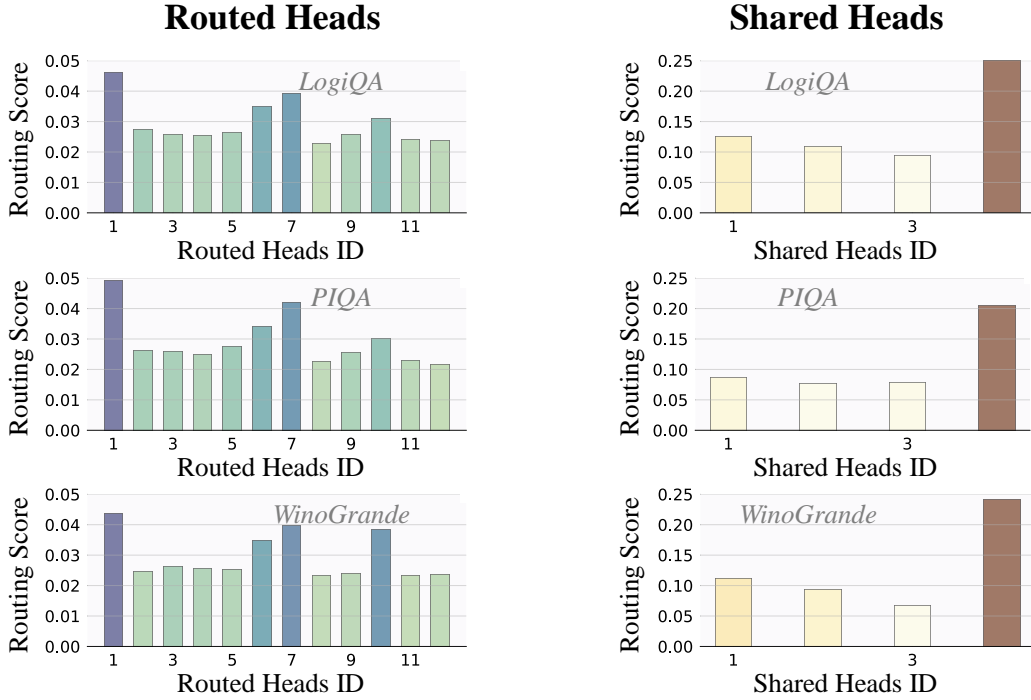 Routed Heads
Shared Heads
Routing Score
0.05
0.04
0.03
0.02
0.01
0.00
LogiQA
1 3 5 7 9 11
Routed Heads ID
Routing Score
0.25
0.20
0.15
0.10
0.05
0.00
LogiQA
1 3
Shared Heads ID
Routing Score
0.05
0.04
0.03
0.02
0.01
0.00
PIQA
1 3 5 7 9 11
Routed Heads ID
Routing Score
0.25
0.20
0.15
0.10
0.05
0.00
PIQA
1 3
Shared Heads ID
Routing Score
0.05
0.04
0.03
0.02
0.01
0.00
WinoGrande
1 3 5 7 9 11
Routed Heads ID
Routing Score
0.25
0.20
0.15
0.10
0.05
0.00
WinoGrande
1 3
Shared Heads ID